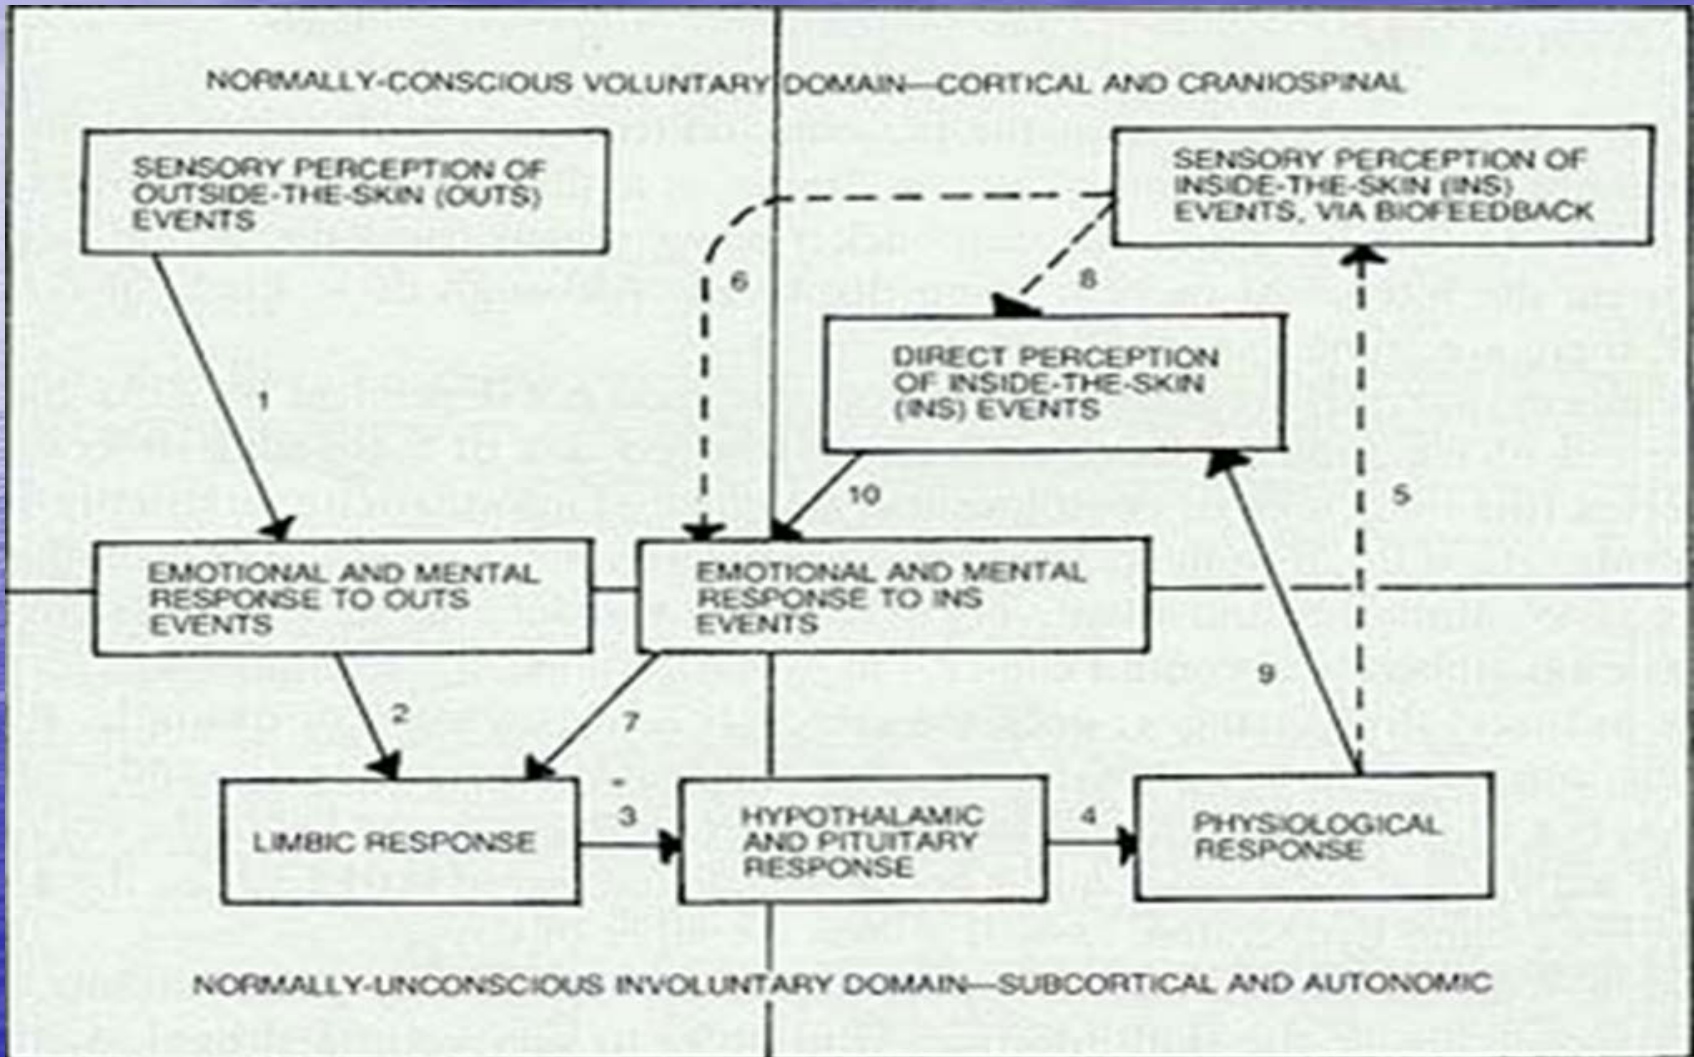 NORMALLY-CONSCIOUS VOLUNTARY DOMAIN—CORTICAL AND CRANIOSPINAL
SENSORY PERCEPTION OF
OUTSIDE-THE-SKIN (OUTS)
EVENTS
SENSORY PERCEPTION OF
INSIDE-THE-SKIN (INS)
EVENTS, VIA BIOFEEDBACK
6
8
DIRECT PERCEPTION
OF INSIDE-THE-SKIN
(INS) EVENTS
1
10
5
EMOTIONAL AND MENTAL
RESPONSE TO OUTS
EVENTS
EMOTIONAL AND MENTAL
RESPONSE TO INS
EVENTS
9
2
7
3
4
LIMBIC RESPONSE
HYPOTHALAMIC
AND PITUITARY
RESPONSE
PHYSIOLOGICAL
RESPONSE
NORMALLY-UNCONSCIOUS INVOLUNTARY DOMAIN—SUBCORTICAL AND AUTONOMIC